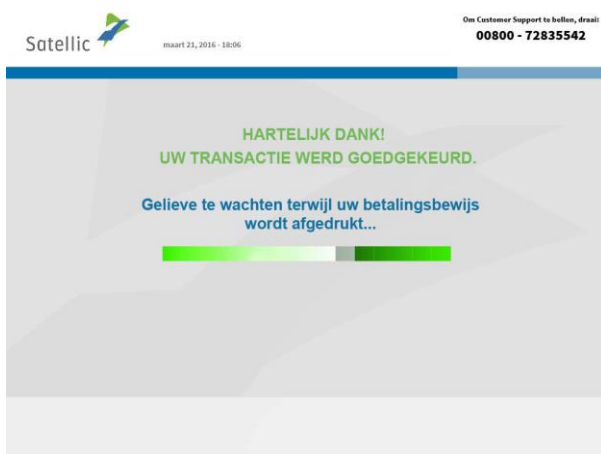 Om Customer Support te bellen, draai:
00800 - 72835542
Satellic
maart 21, 2016 - 18:06
HARTELIJK DANK!
UW TRANSACTIE WERD GOEDGEKEURD.
Gelieve te wachten terwijl uw betalingsbewijs
wordt afgedrukt...